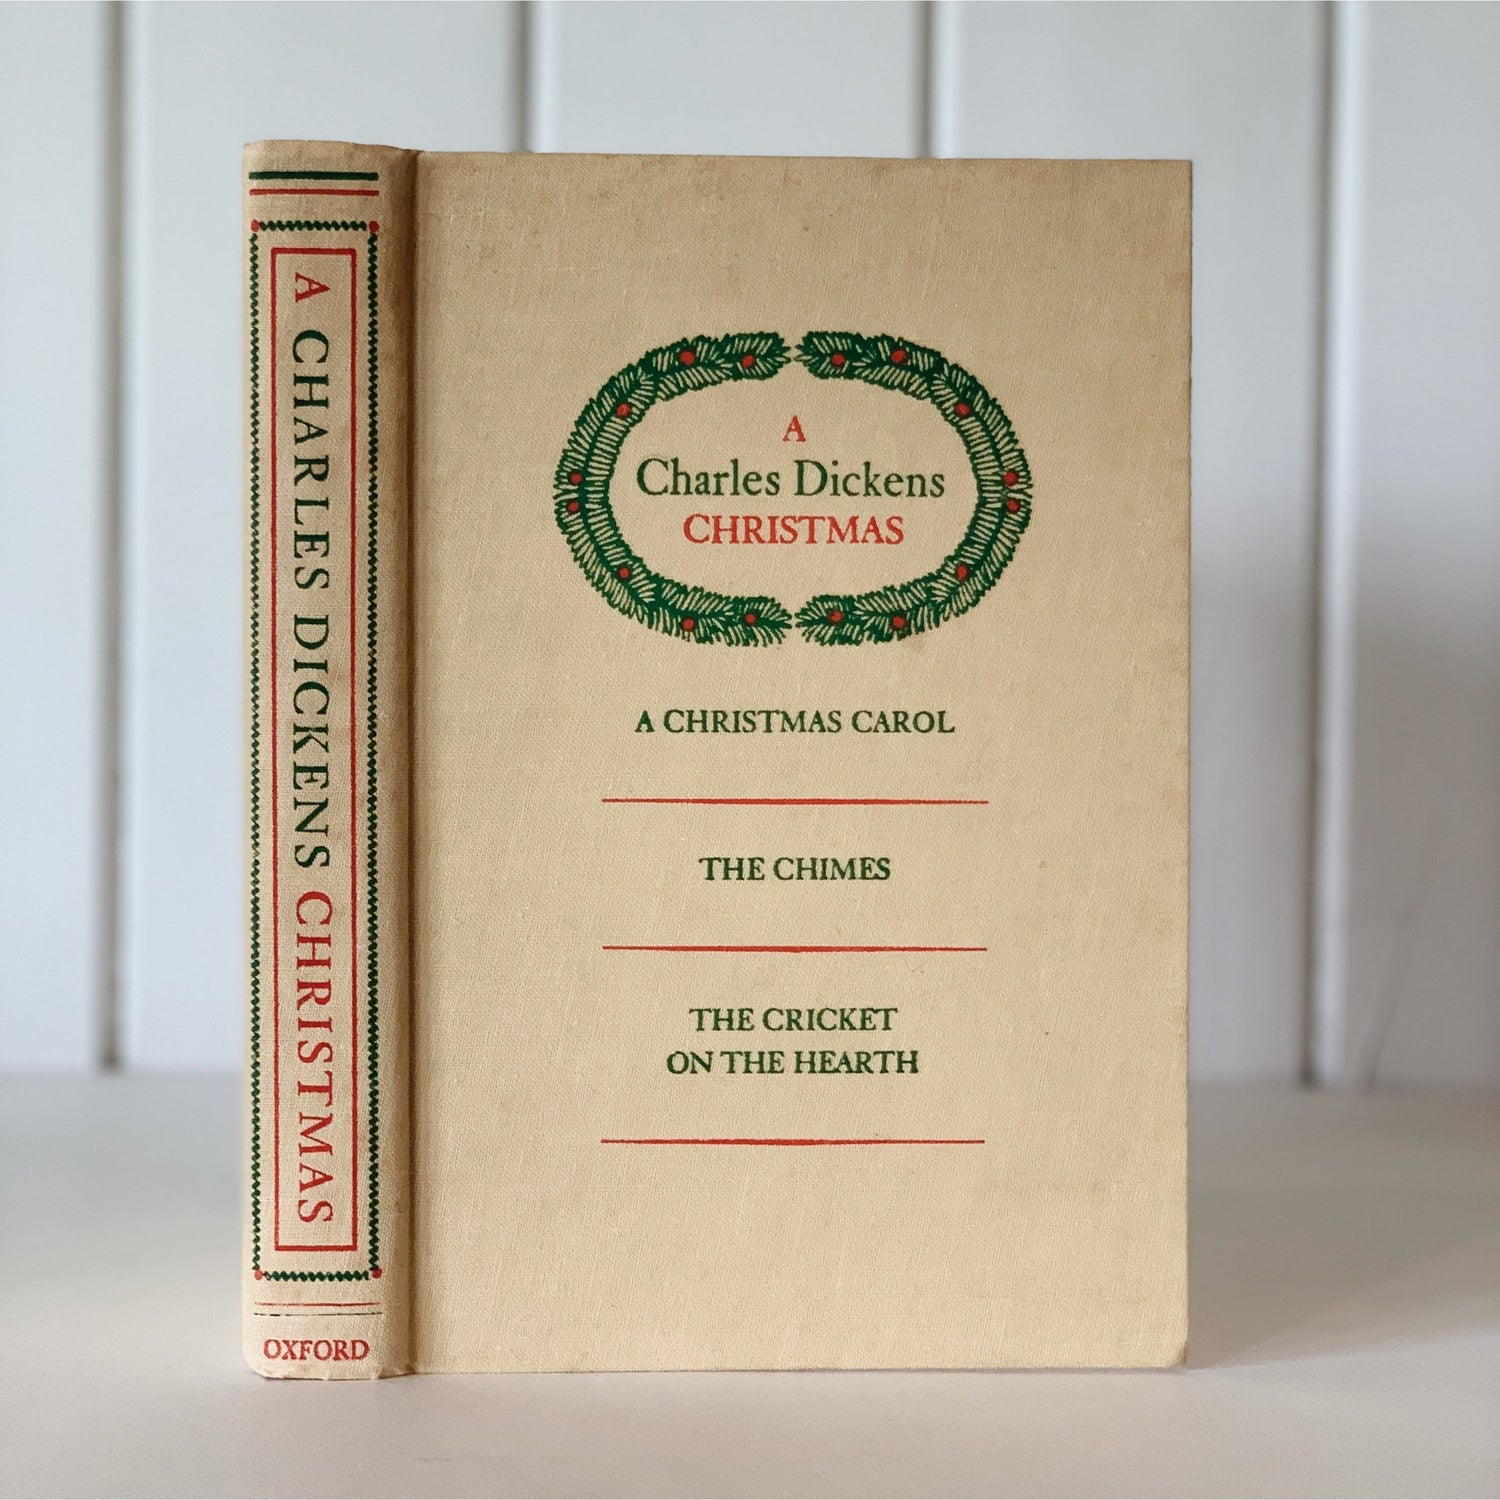 A CHARLES DICKENS CHRISTMAS
OXFORD
A
Charles Dickens
CHRISTMAS
A CHRISTMAS CAROL
THE CHIMES
THE CRICKET
ON THE HEARTH